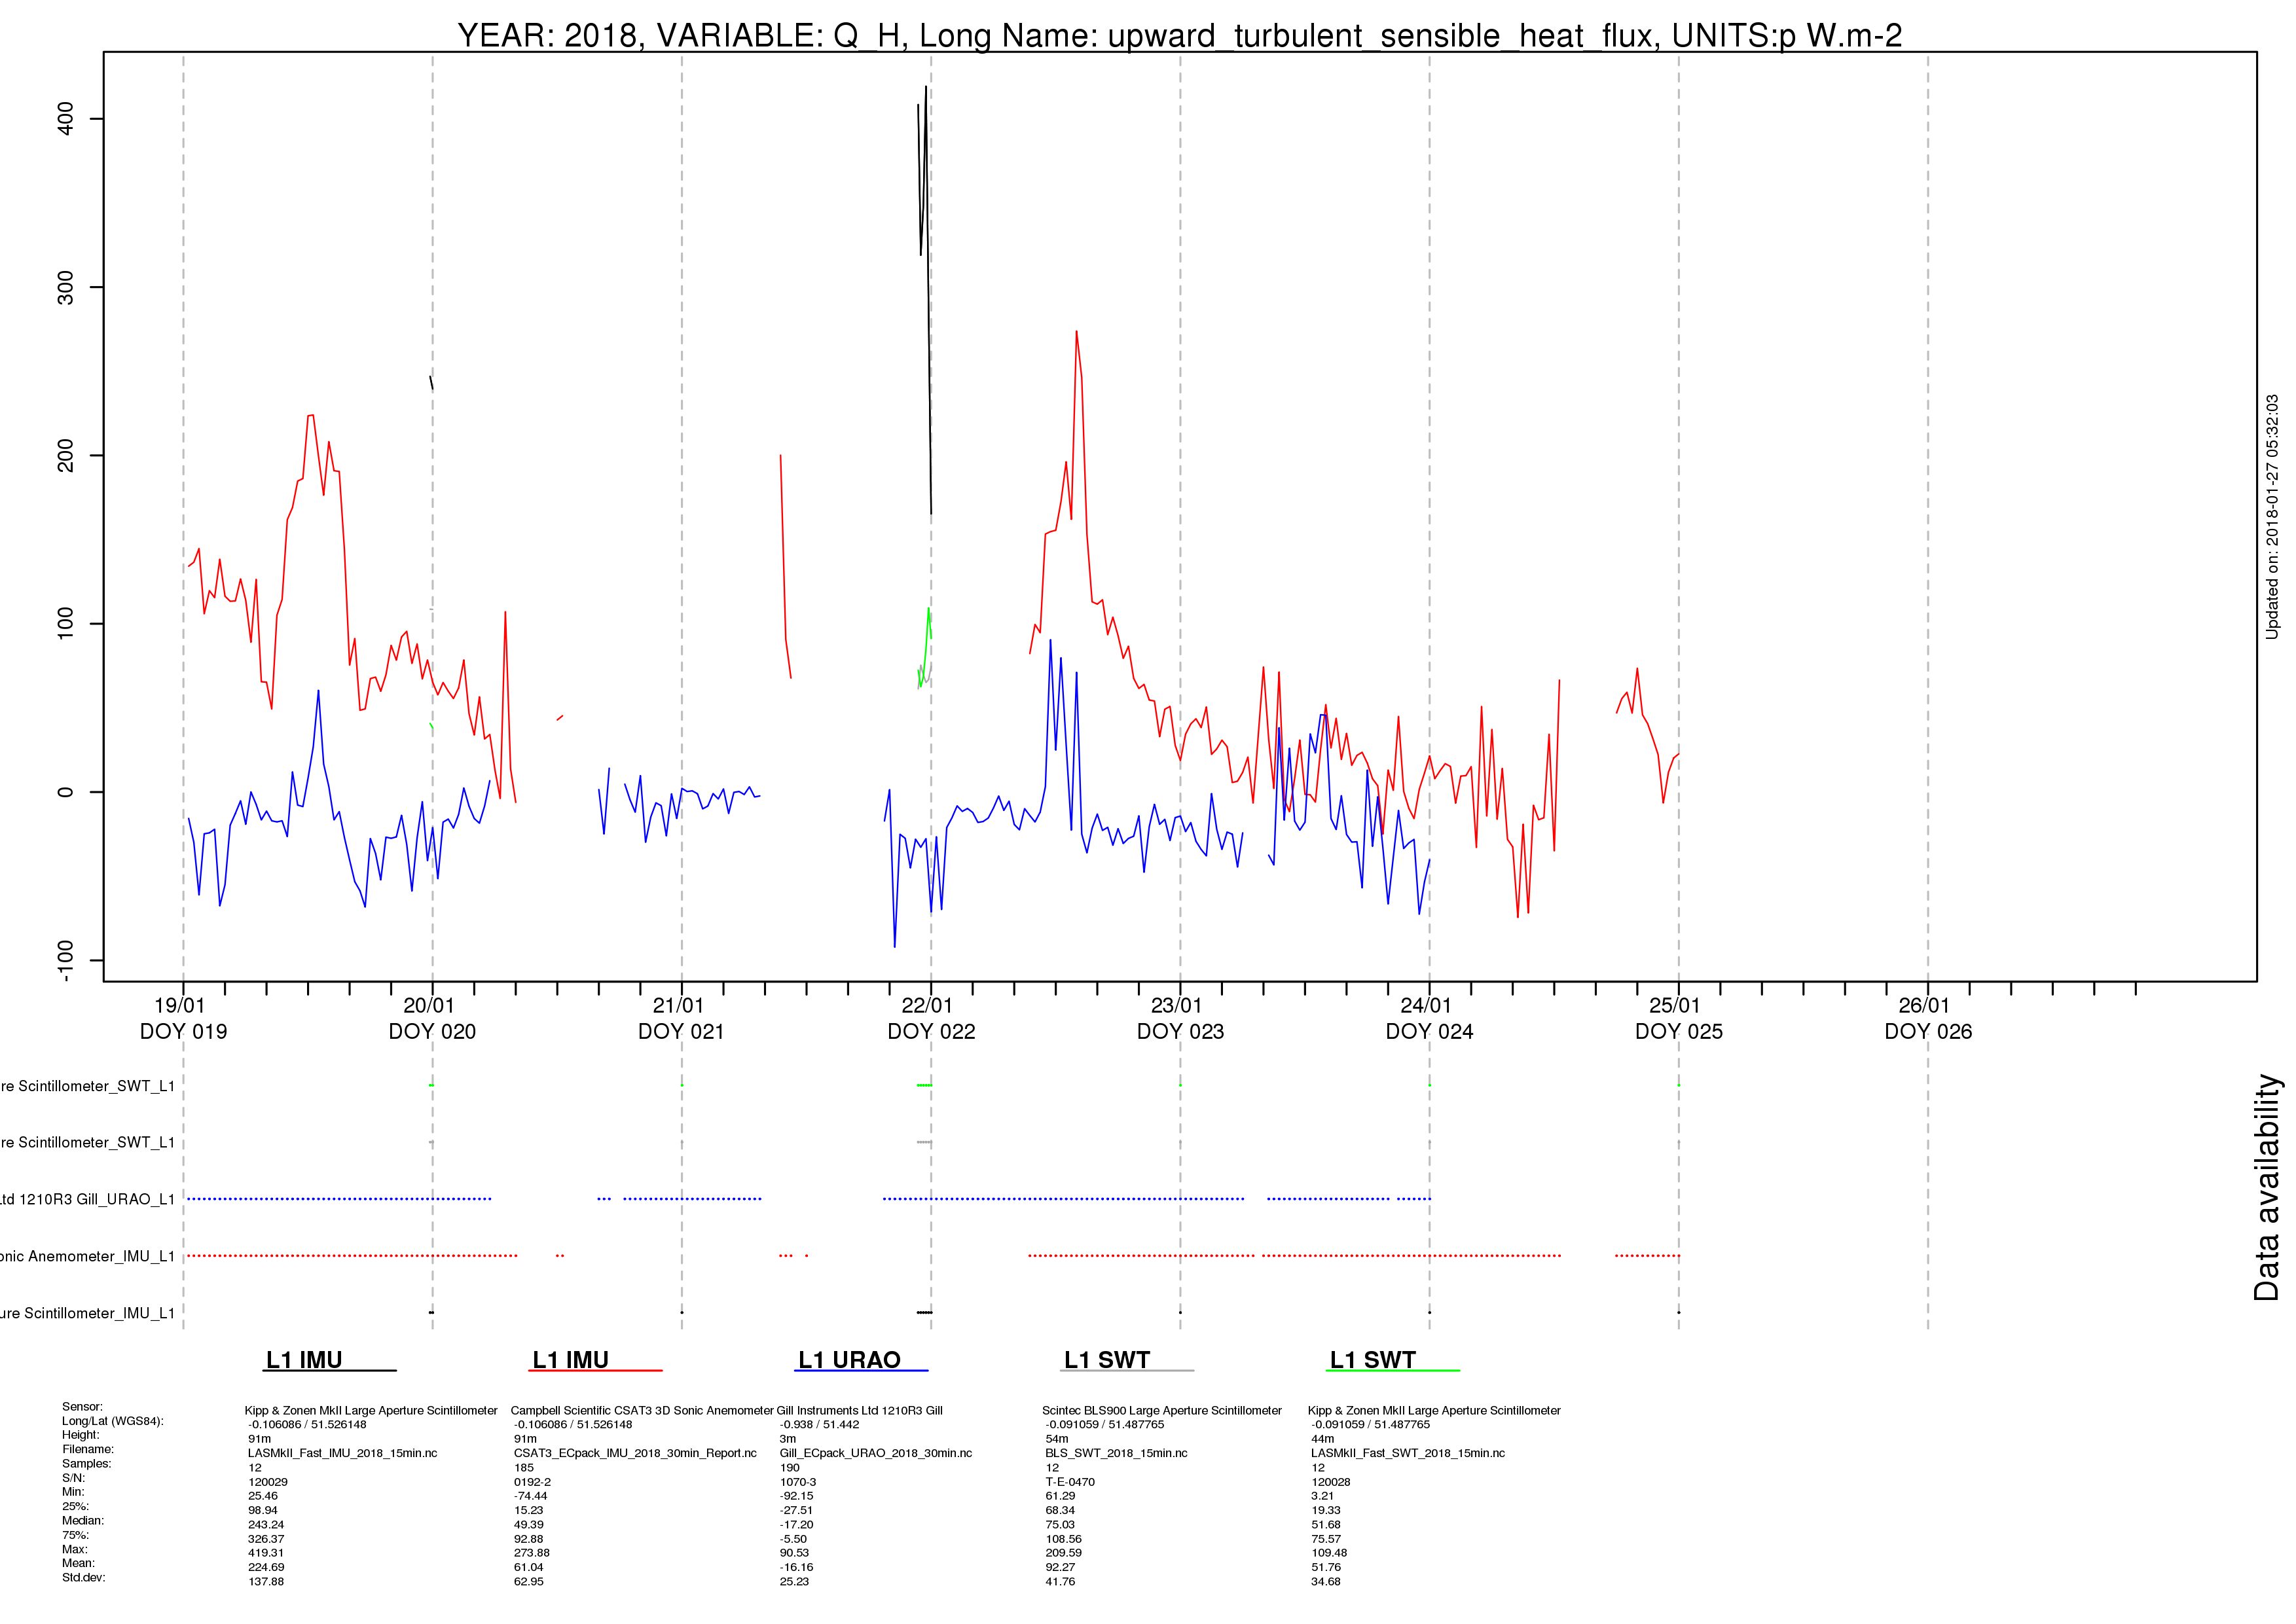 YEAR: 2018, VARIABLE: Q_H, Long Name: upward_turbulent_sensible_heat_flux, UNITS:p W.m-2
400
300
200
100
0
-100
Updated on: 2018-01-27 05:32:03
19/01 20/01 21/01 22/01 23/01 24/01 25/01 26/01
DOY 019 DOY 020 DOY 021 DOY 022 DOY 023 DOY 024 DOY 025 DOY 026
re Scintillometer_SWT_L1
re Scintillometer_SWT_L1
Ltd 1210R3 Gill_URAO_L1
onic Anemometer_IMU_L1
ure Scintillometer_IMU_L1
Data availability
L1 IMU L1 IMU L1 URAO L1 SWT L1 SWT
Sensor: Kipp & Zonen MkII Large Aperture Scintillometer Campbell Scientific CSAT3 3D Sonic Anemometer Gill Instruments Ltd 1210R3 Gill Scintec BLS900 Large Aperture Scintillometer Kipp & Zonen MkII Large Aperture Scintillometer
Long/Lat (WGS84): -0.106086 / 51.526148 -0.106086 / 51.526148 -0.938 / 51.442 -0.091059 / 51.487765 -0.091059 / 51.487765
Height: 91m 91m 3m 54m 44m
Filename: LASMkII_Fast_IMU_2018_15min.nc CSAT3_ECpack_IMU_2018_30min_Report.nc Gill_ECpack_URAO_2018_30min.nc BLS_SWT_2018_15min.nc LASMkII_Fast_SWT_2018_15min.nc
Samples: 12 185 190 12 12
S/N: 120029 0192-2 1070-3 T-E-0470 120028
Min: 25.46 -74.44 -92.15 61.29 3.21
25%: 98.94 15.23 -27.51 68.34 19.33
Median: 243.24 49.39 -17.20 75.03 51.68
75%: 326.37 92.88 -5.50 108.56 75.57
Max: 419.31 273.88 90.53 209.59 109.48
Mean: 224.69 61.04 -16.16 92.27 51.76
Std.dev: 137.88 62.95 25.23 41.76 34.68